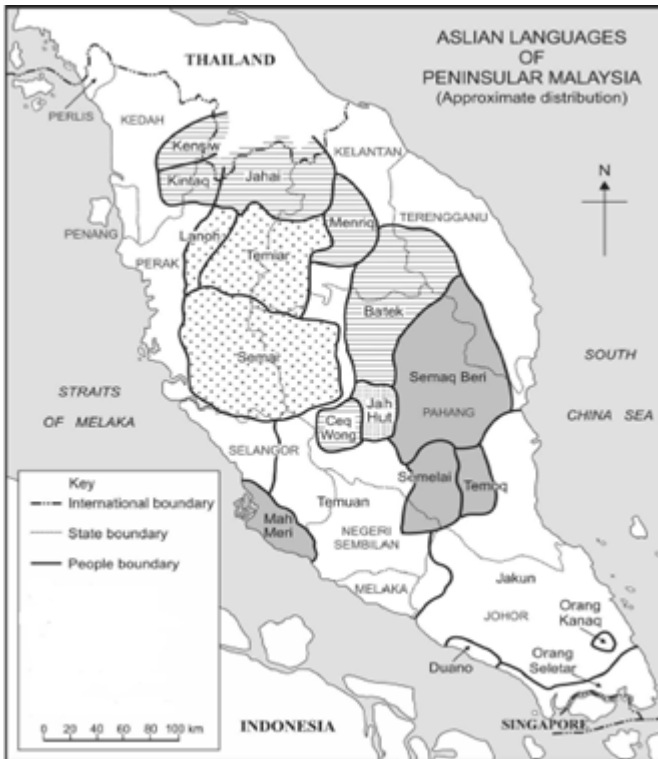 ASLIAN LANGUAGES
OF
PENINSULAR MALAYSIA
(Approximate distribution)
THAILAND
PERLIS
KEDAH
Kensiw
KELANTAN
Kintaq
Jahai
N
PENANG
Lanoh
Menriq
TERENGGANU
PERAK
Temiar
Batek
Semai
Semaq Beri
SOUTH
CHINA SEA
STRAITS
OF MELAKA
Jah
Hut
PAHANG
Ceq
Wong
SELANGOR
Semelai
Temoq
Temuan
Mah
Meri
NEGERI
SEMBILAN
MELAKA
Jakun
JOHOR
Orang
Kanaq
Orang
Seletar
Duano
SINGAPORE
INDONESIA
Key
International boundary
State boundary
People boundary
0 20 40 60 80 100 km